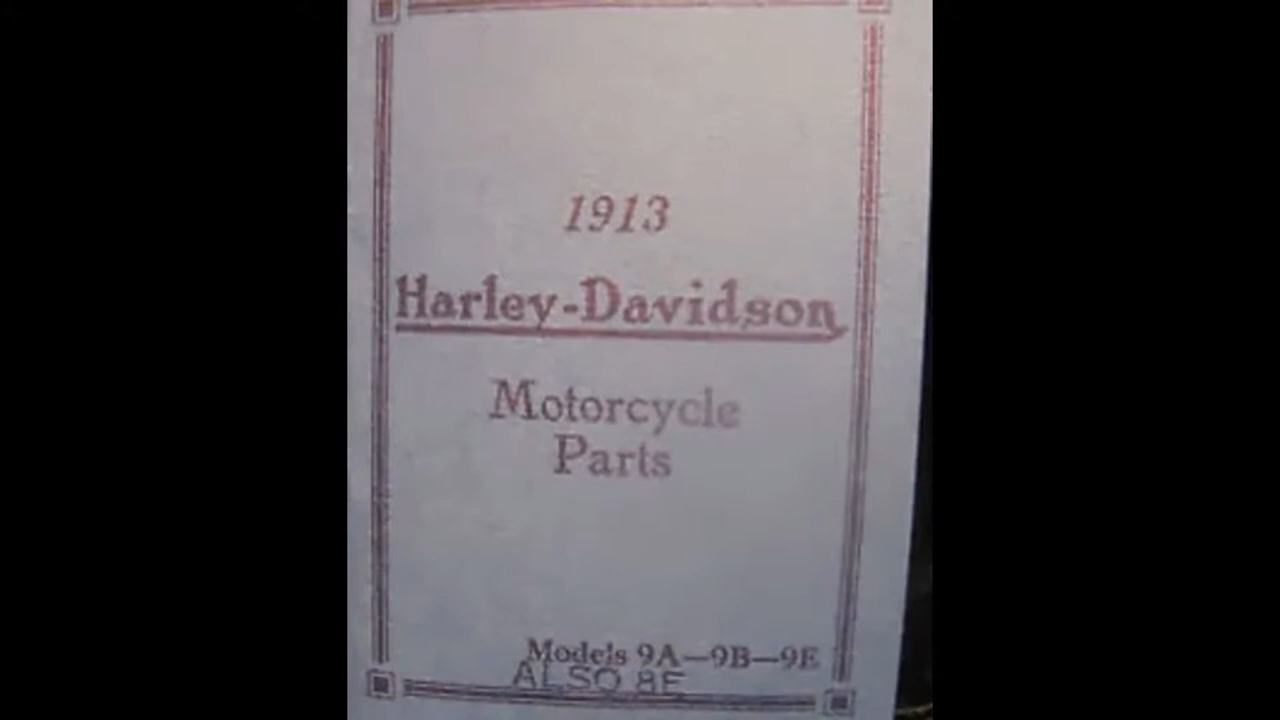 1913
Harley-Davidson
Motorcycle
Parts
Models 9A—9B—9E
ALSO 8E